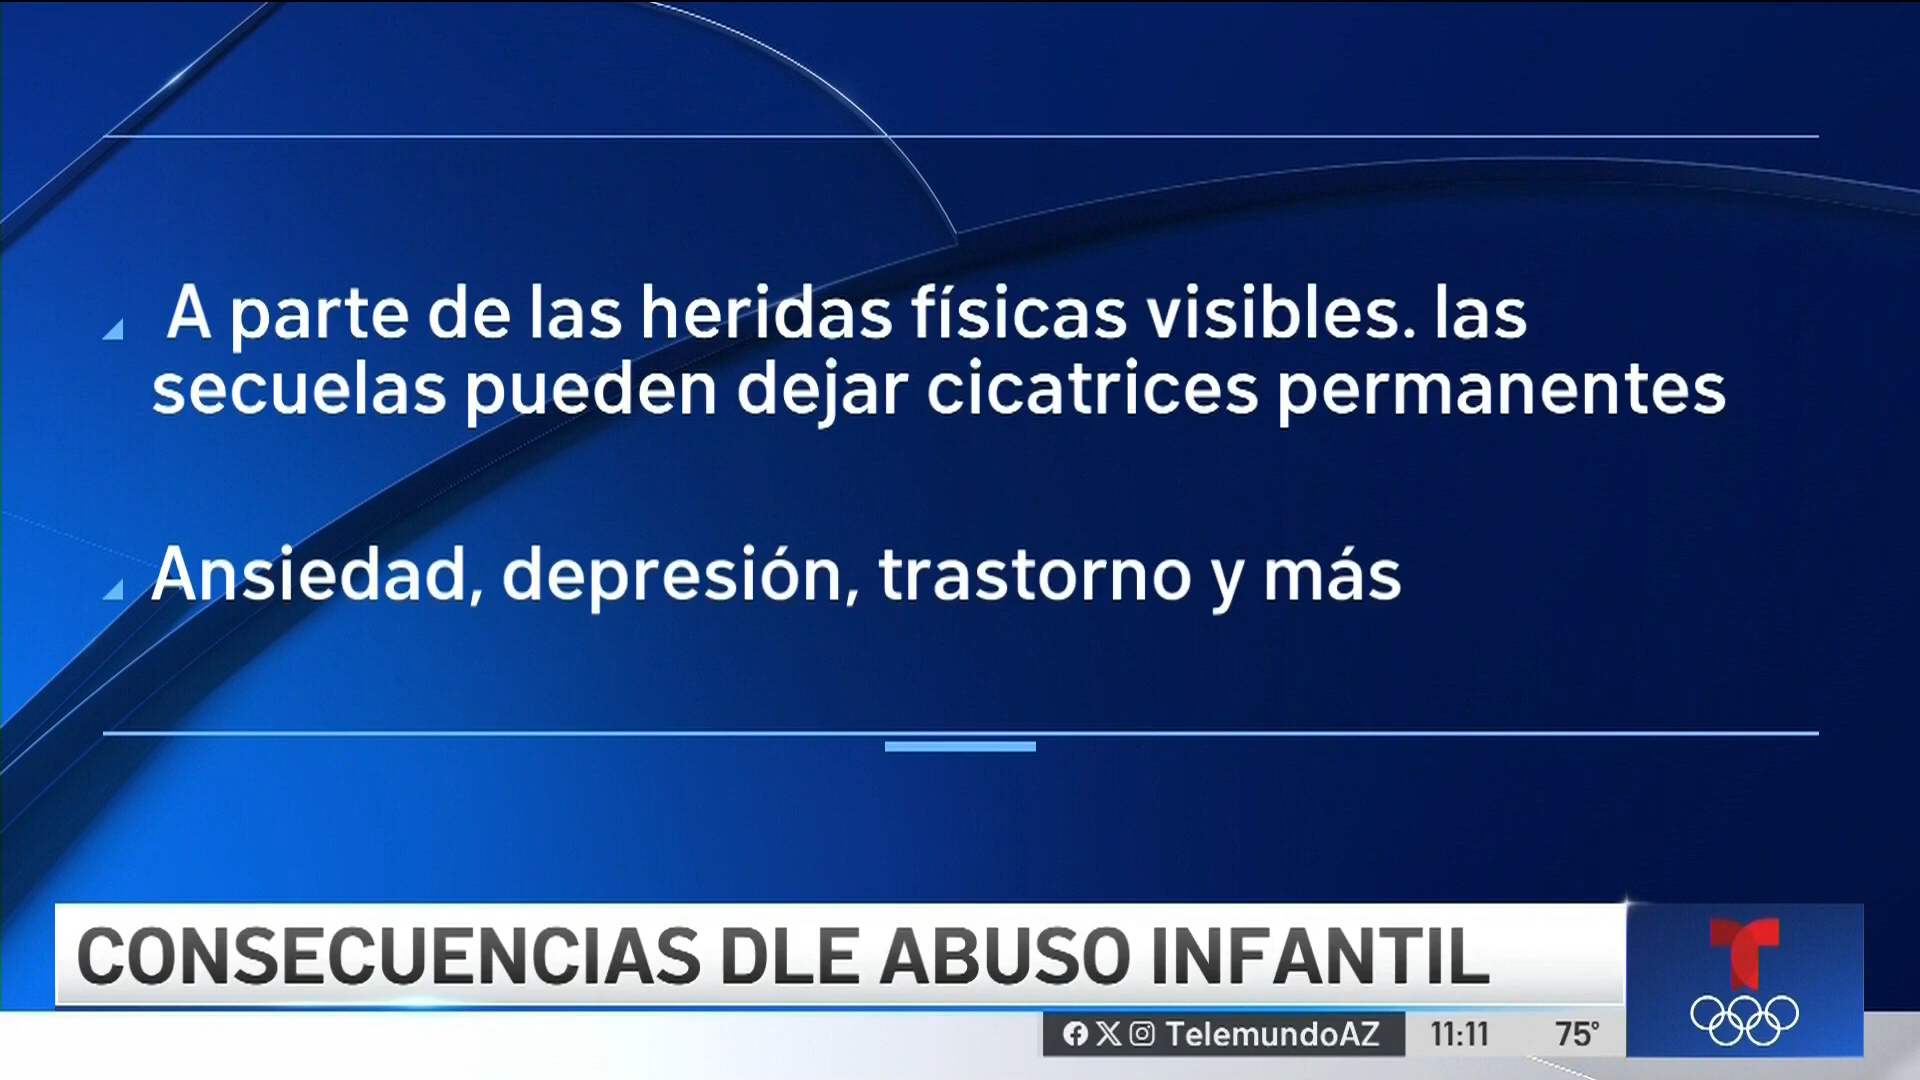 A parte de las heridas físicas visibles. las
secuelas pueden dejar cicatrices permanentes
Ansiedad, depresión, trastorno y más
CONSECUENCIAS DLE ABUSO INFANTIL
TelemundoAZ 11:11 75°